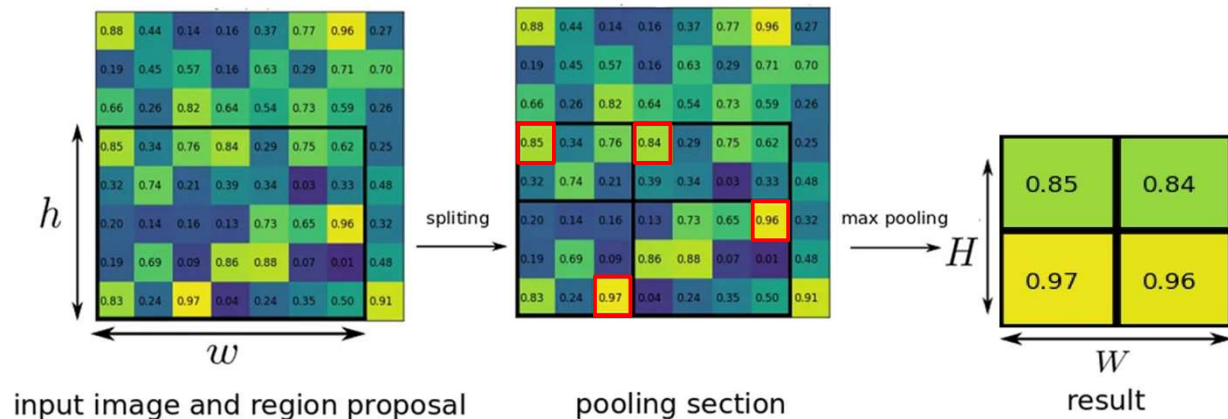 0.88 0.44 0.14 0.16 0.37 0.77 0.96 0.27
0.19 0.45 0.57 0.16 0.63 0.29 0.71 0.70
0.66 0.26 0.82 0.64 0.54 0.73 0.59 0.26
0.85 0.34 0.76 0.84 0.29 0.75 0.62 0.25
0.32 0.74 0.21 0.39 0.34 0.03 0.33 0.48
0.20 0.14 0.16 0.13 0.73 0.65 0.96 0.32
0.19 0.69 0.09 0.86 0.88 0.07 0.01 0.48
0.83 0.24 0.97 0.04 0.24 0.35 0.50 0.91
h
w
input image and region proposal
spliting
0.88 0.44 0.14 0.16 0.37 0.77 0.96 0.27
0.19 0.45 0.57 0.16 0.63 0.29 0.71 0.70
0.66 0.26 0.82 0.64 0.54 0.73 0.59 0.26
0.85 0.34 0.76 0.84 0.29 0.75 0.62 0.25
0.32 0.74 0.21 0.39 0.34 0.03 0.33 0.48
0.20 0.14 0.16 0.13 0.73 0.65 0.96 0.32
0.19 0.69 0.09 0.86 0.88 0.07 0.01 0.48
0.83 0.24 0.97 0.04 0.24 0.35 0.50 0.91
pooling section
max pooling
H
0.85 0.84
0.97 0.96
W
result